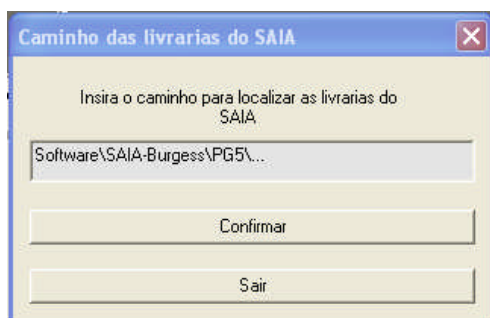 Caminho das livrarias do SAIA
Insira o caminho para localizar as livrarias do
SAIA
Software\SAIA-Burgess\PG5\...
Confirmar
Sair